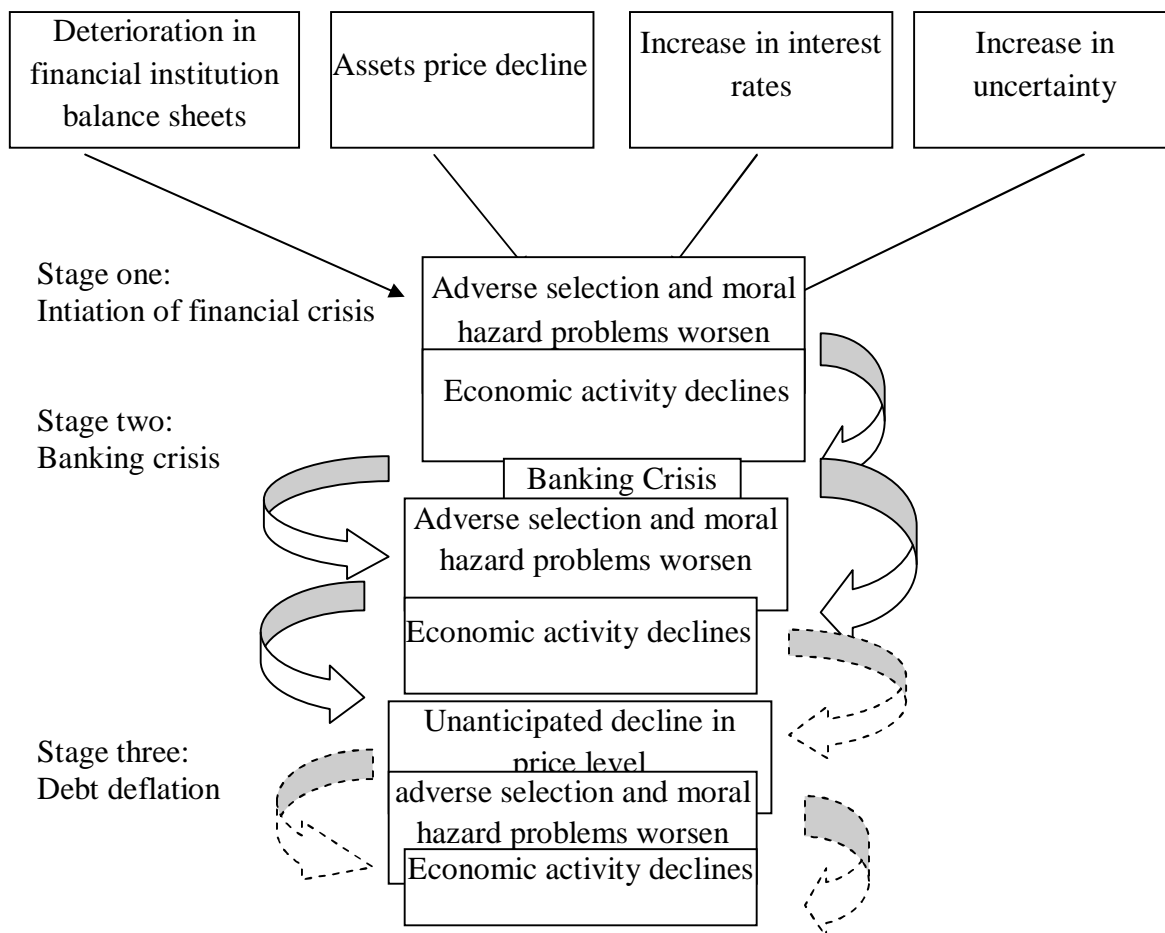 Deterioration in
financial institution
balance sheets
Assets price decline
Increase in interest
rates
Increase in
uncertainty
Stage one:
Intiation of financial crisis
Adverse selection and moral
hazard problems worsen
Economic activity declines
Stage two:
Banking crisis
Banking Crisis
Adverse selection and moral
hazard problems worsen
Economic activity declines
Unanticipated decline in
price level
Stage three:
Debt deflation
adverse selection and moral
hazard problems worsen
Economic activity declines